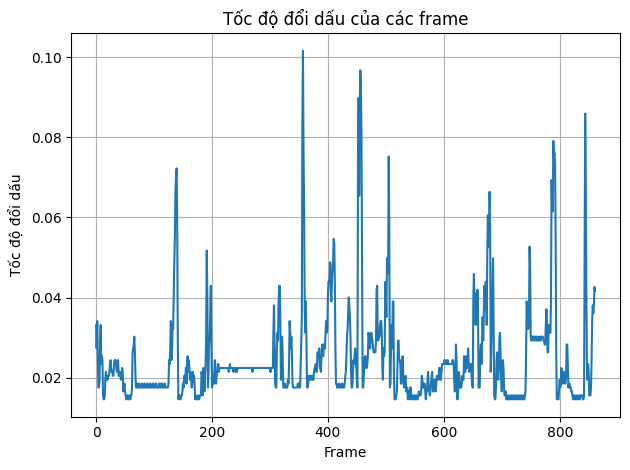 Tốc độ đổi dấu của các frame
0.10
0.08
0.06
0.04
0.02
Tốc độ đổi dấu
0 200 400 600 800
Frame